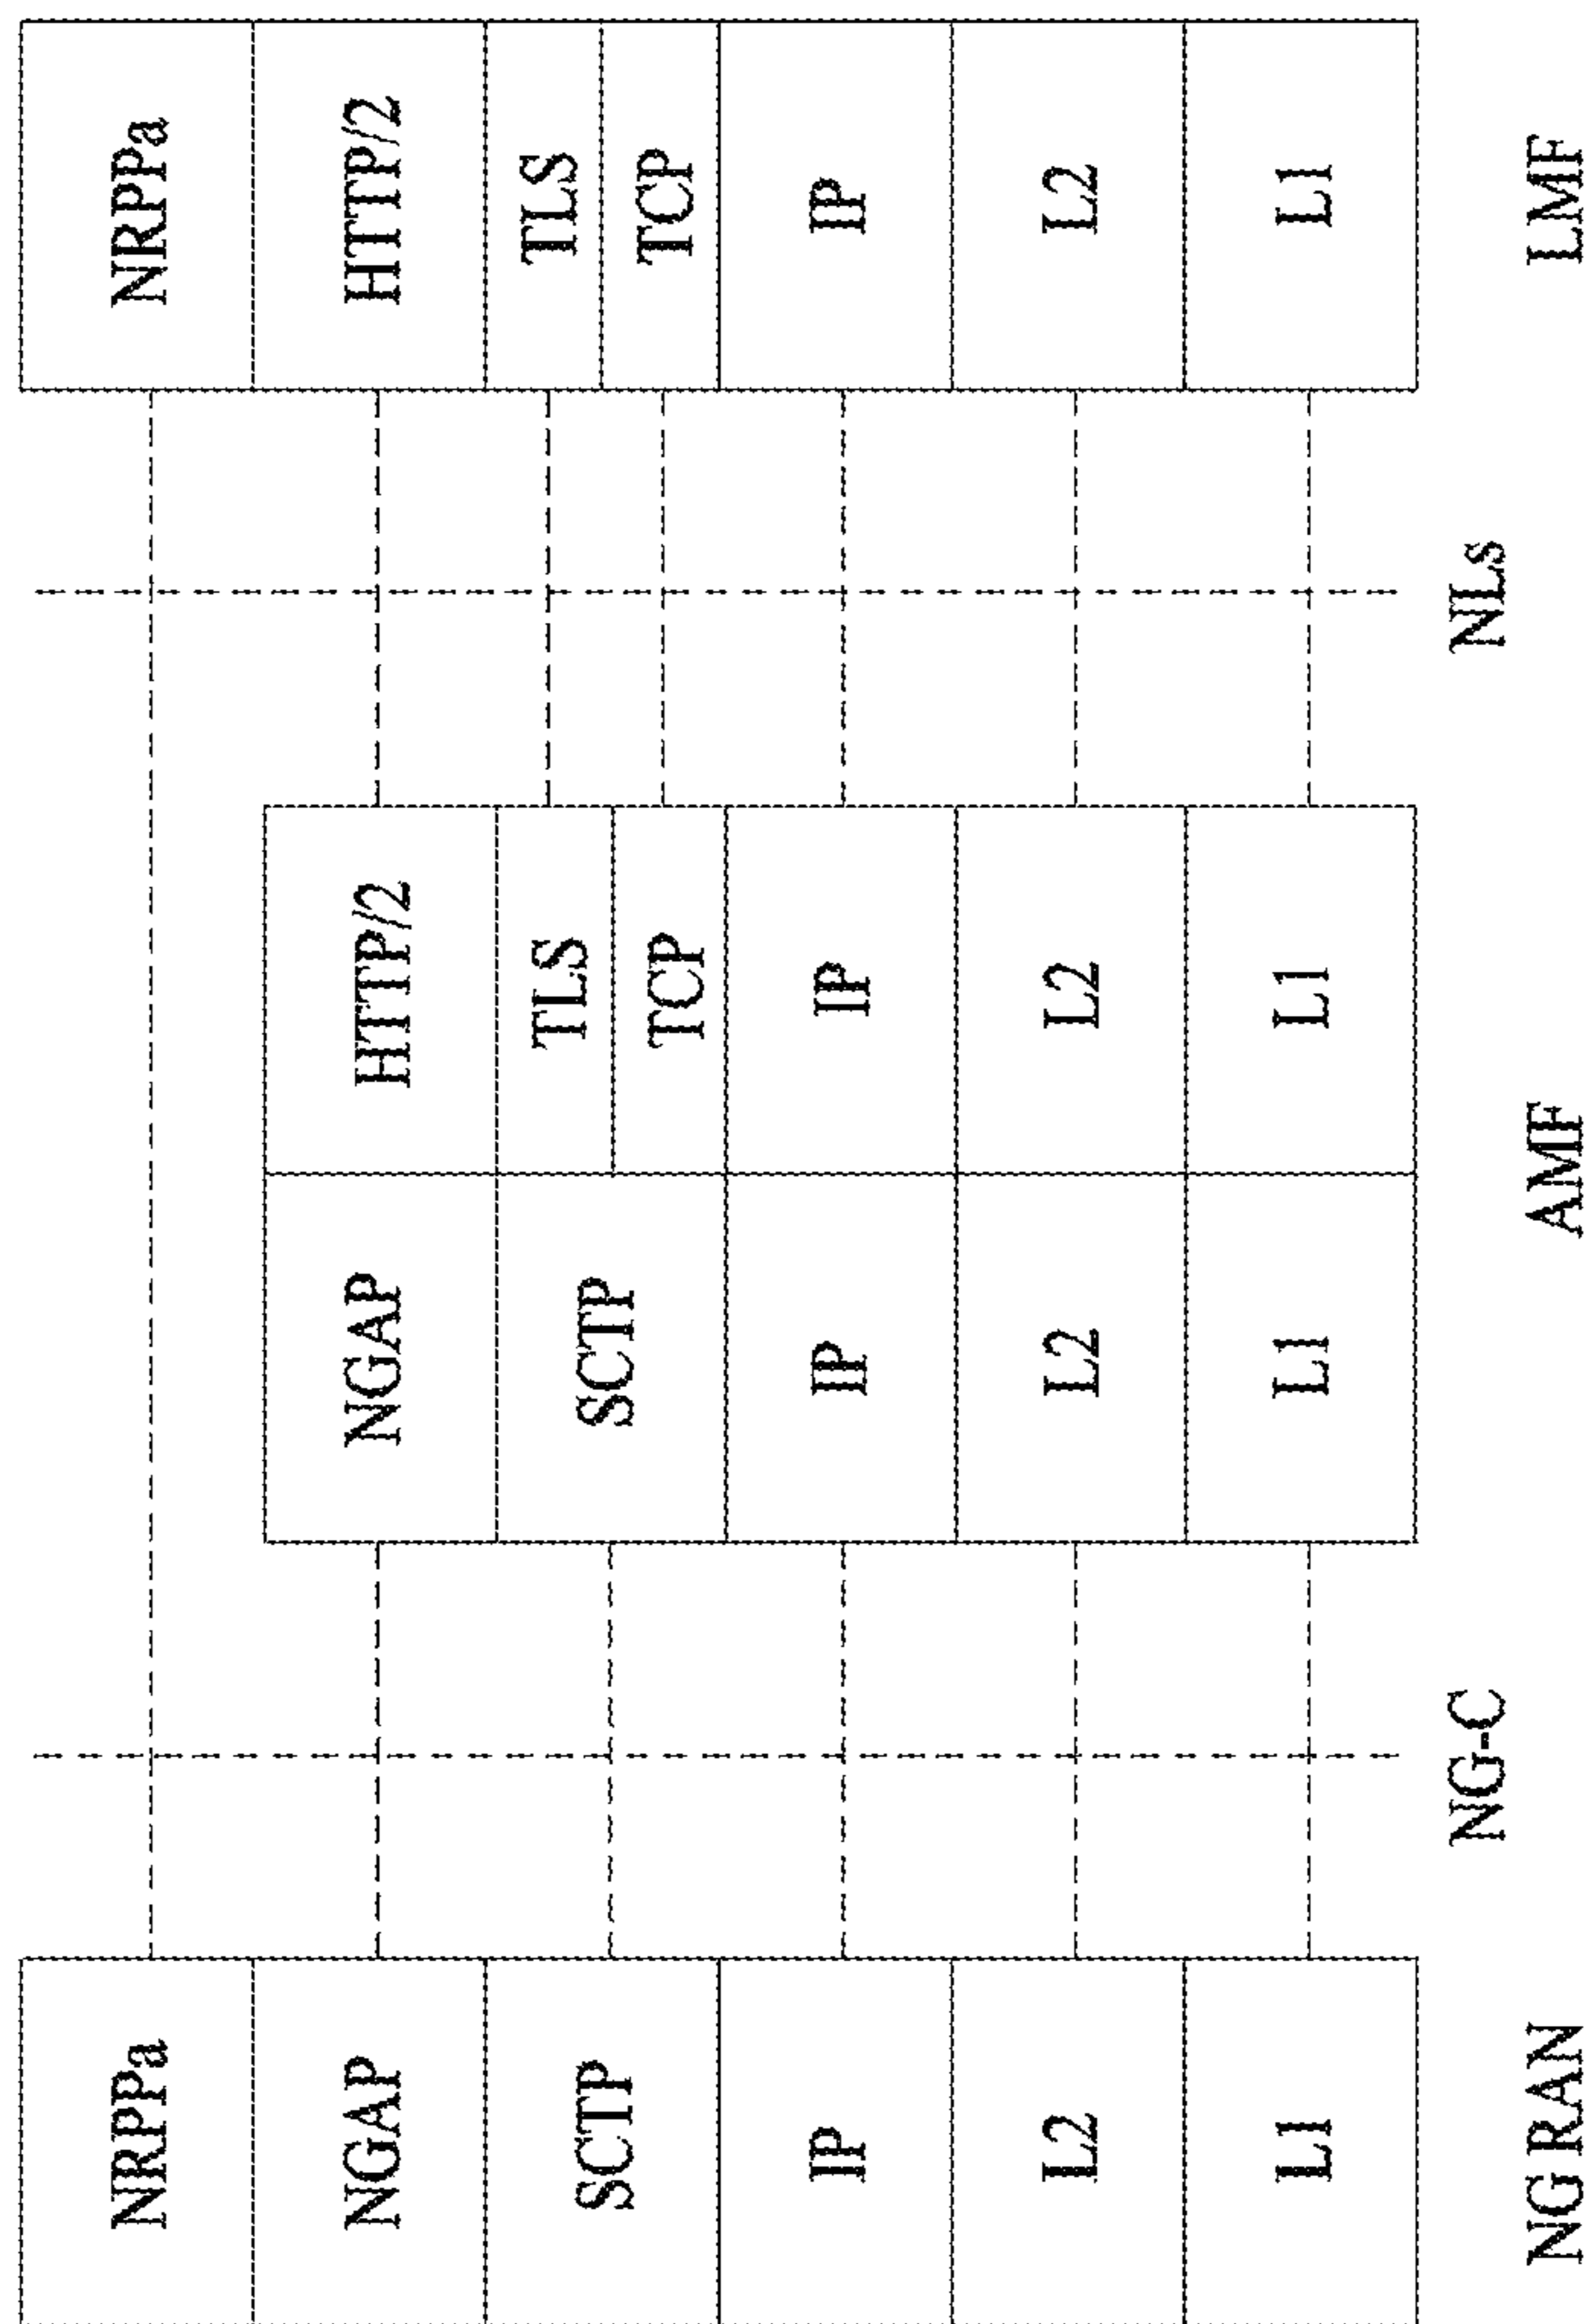 NRPPa
NGAP
SCTP
IP
L2
L1
NG RAN
NG-C
NGAP
SCTP
IP
L2
L1
HTTP/2
TLS
TCP
IP
L2
L1
AMF
NLs
NRPPa
HTTP/2
TLS
TCP
IP
L2
L1
LMF